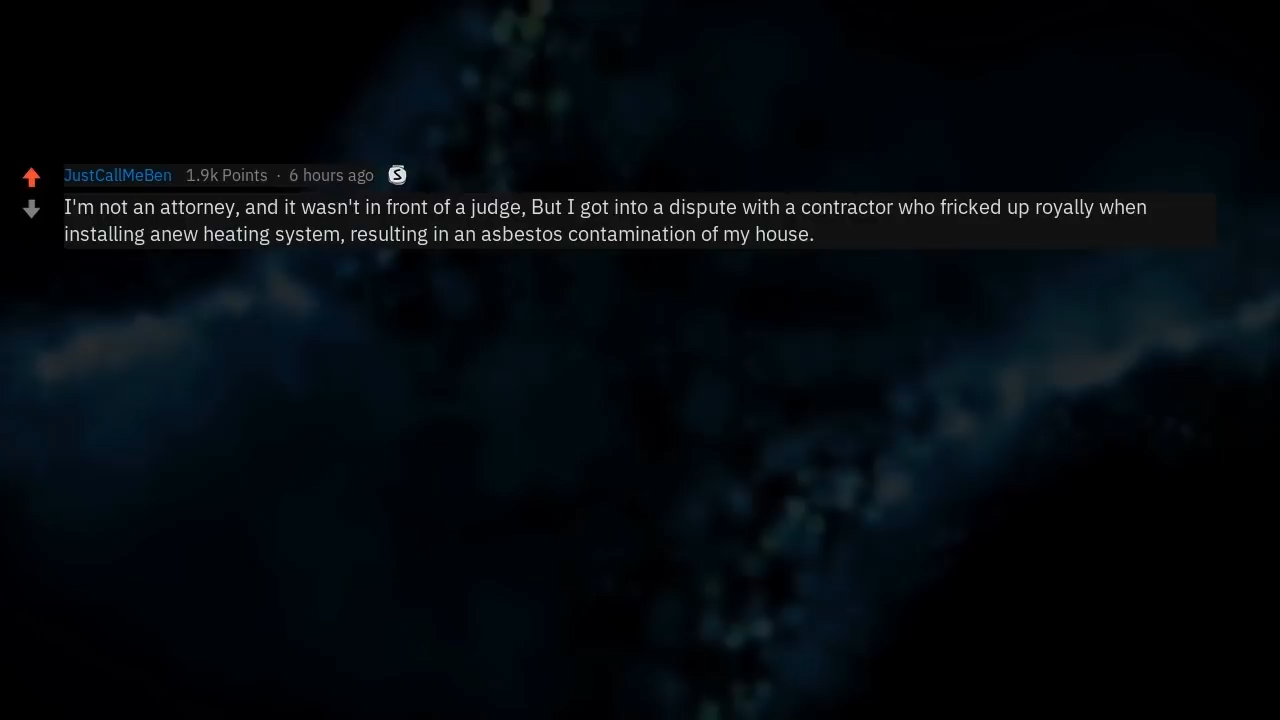 JustCallMeBen 1.9k Points · 6 hours ago S
I'm not an attorney, and it wasn't in front of a judge, But I got into a dispute with a contractor who fricked up royally when
installing anew heating system, resulting in an asbestos contamination of my house.